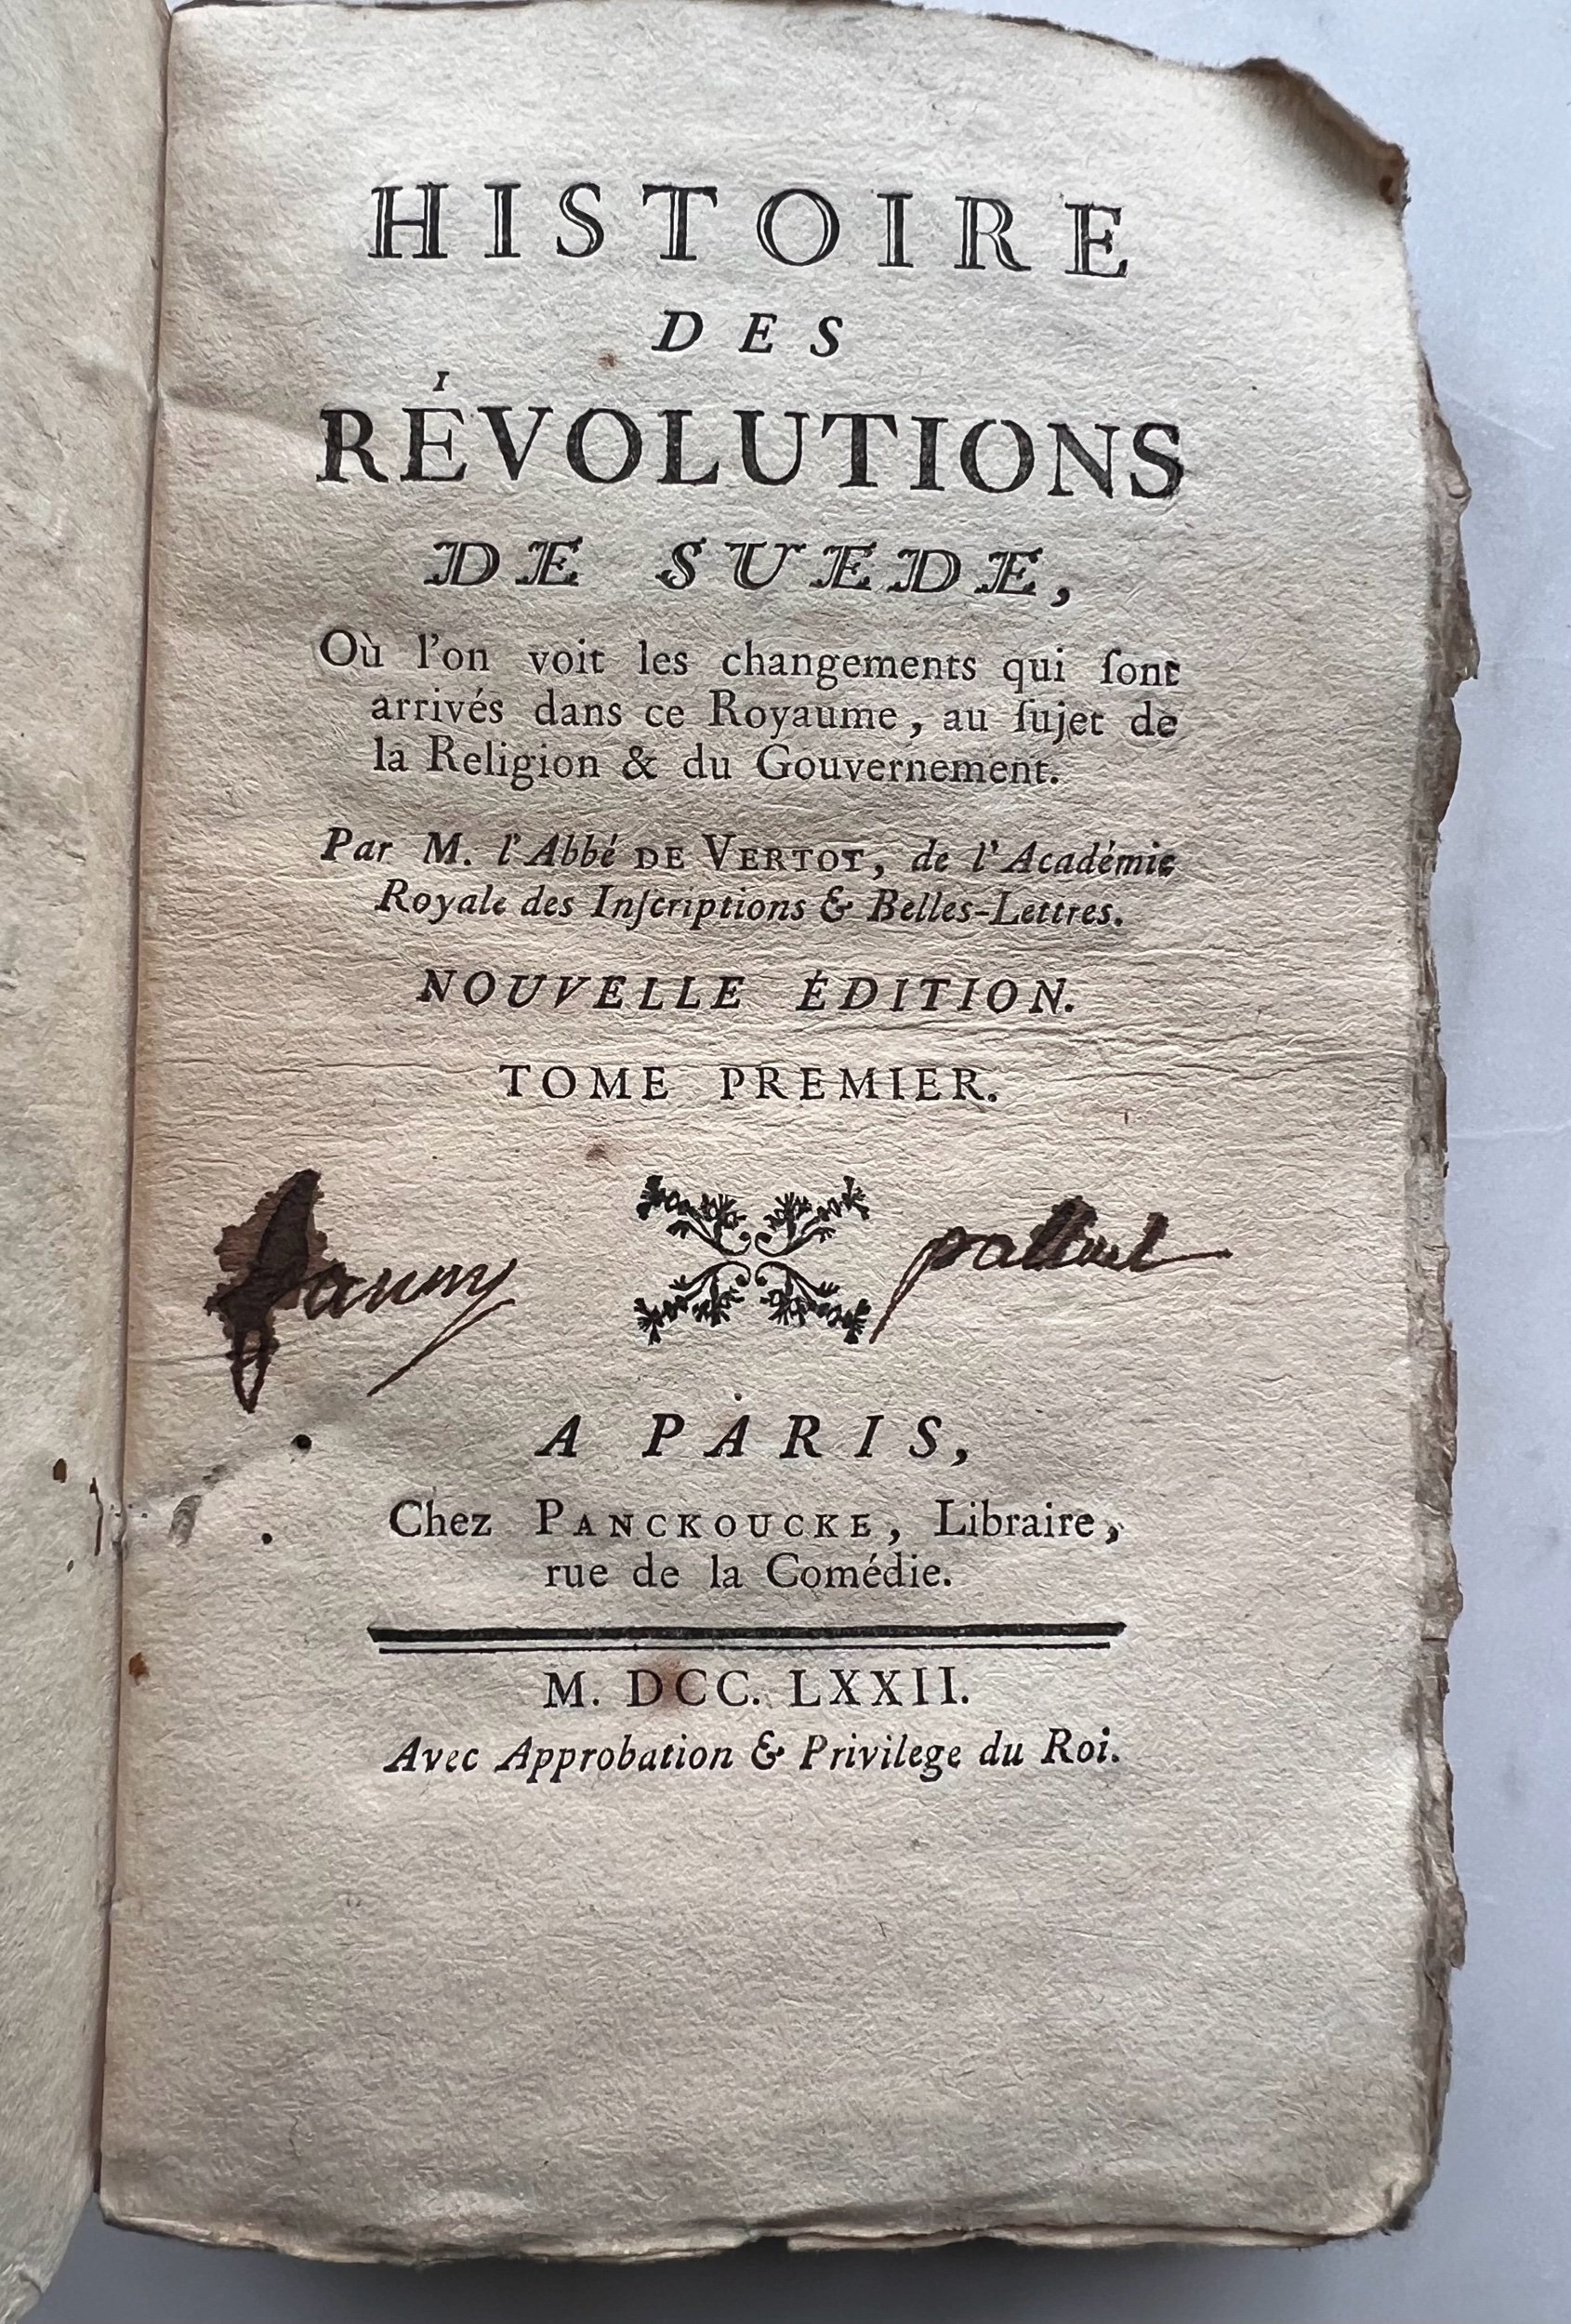 HISTOIRE
DES
RÉVOLUTIONS
DE SUEDE,
Où l'on voit les changements qui ſont
arrivés dans ce Royaume, au ſujet de
la Religion & du Gouvernement.
Par M. l'Abbé DE VERTOT, de l'Académie
Royale des Inſcriptions & Belles-Lettres.
NOUVELLE ÉDITION.
TOME PREMIER.
A PARIS,
Chez PANCKOUCKE, Libraire,
rue de la Comédie.
M. DCC. LXXII.
Avec Approbation & Privilege du Roi.